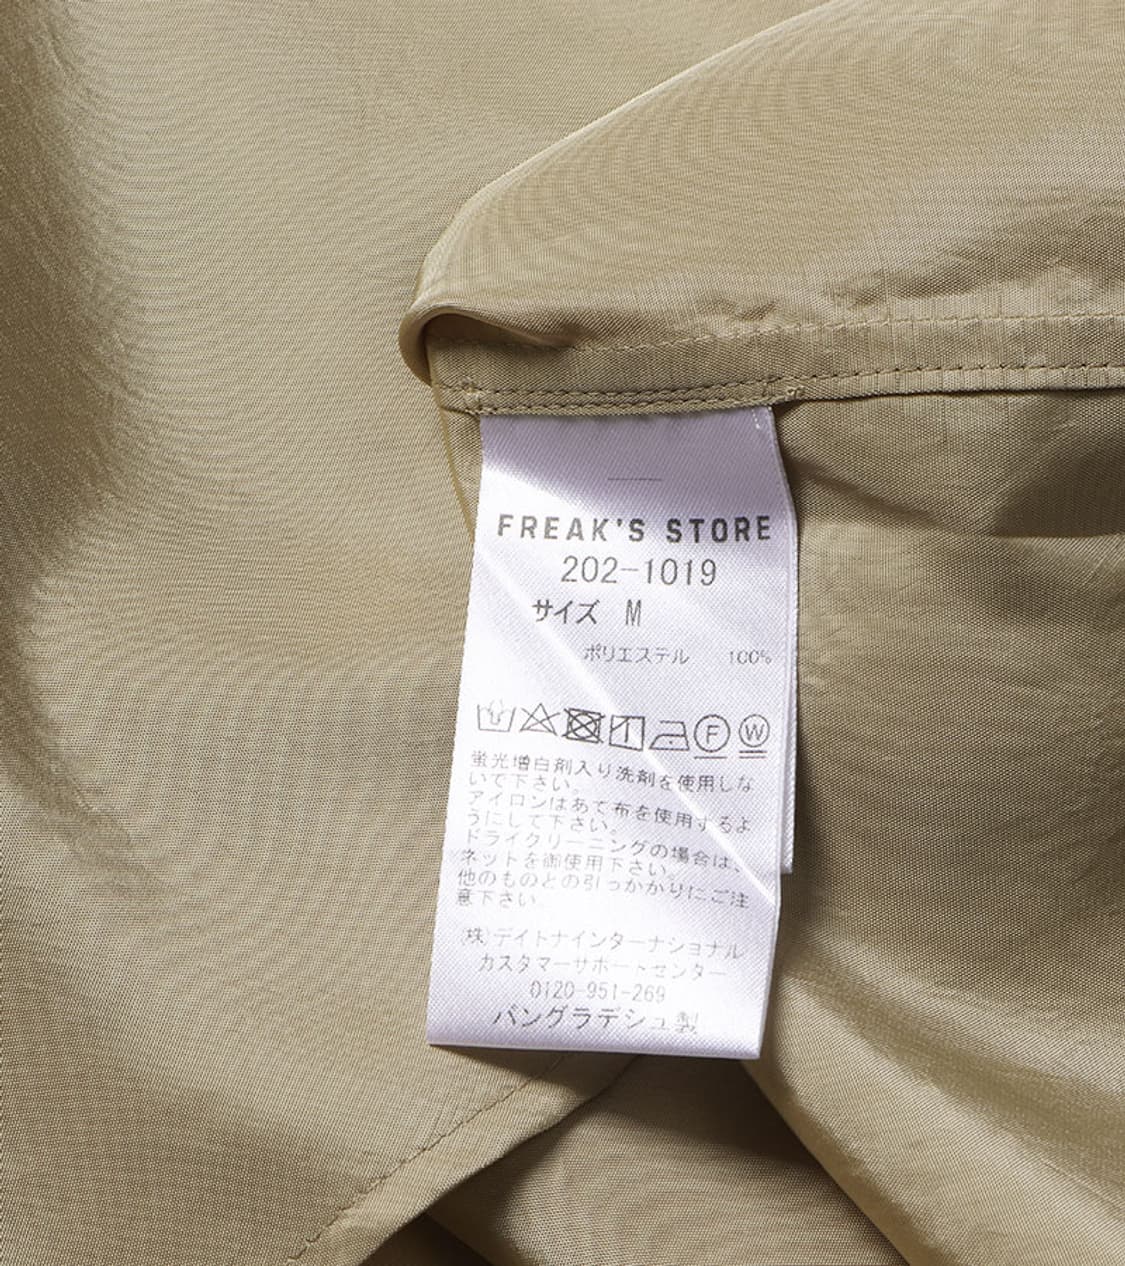 FREAK'S STORE
202-1019
サイズ M
ポリエステル 100%
F W
蛍光増白剤入り洗剤を使用しな
いで下さい。
アイロンはあて布を使用するよ
うにして下さい。
ドライクリーニングの場合は、
ネットを御使用下さい。
他のものとの引っかかりにご注
意下さい。
(株)デイトナインターナショナル
カスタマーサポートセンター
0120-951-269
バングラデシュ製